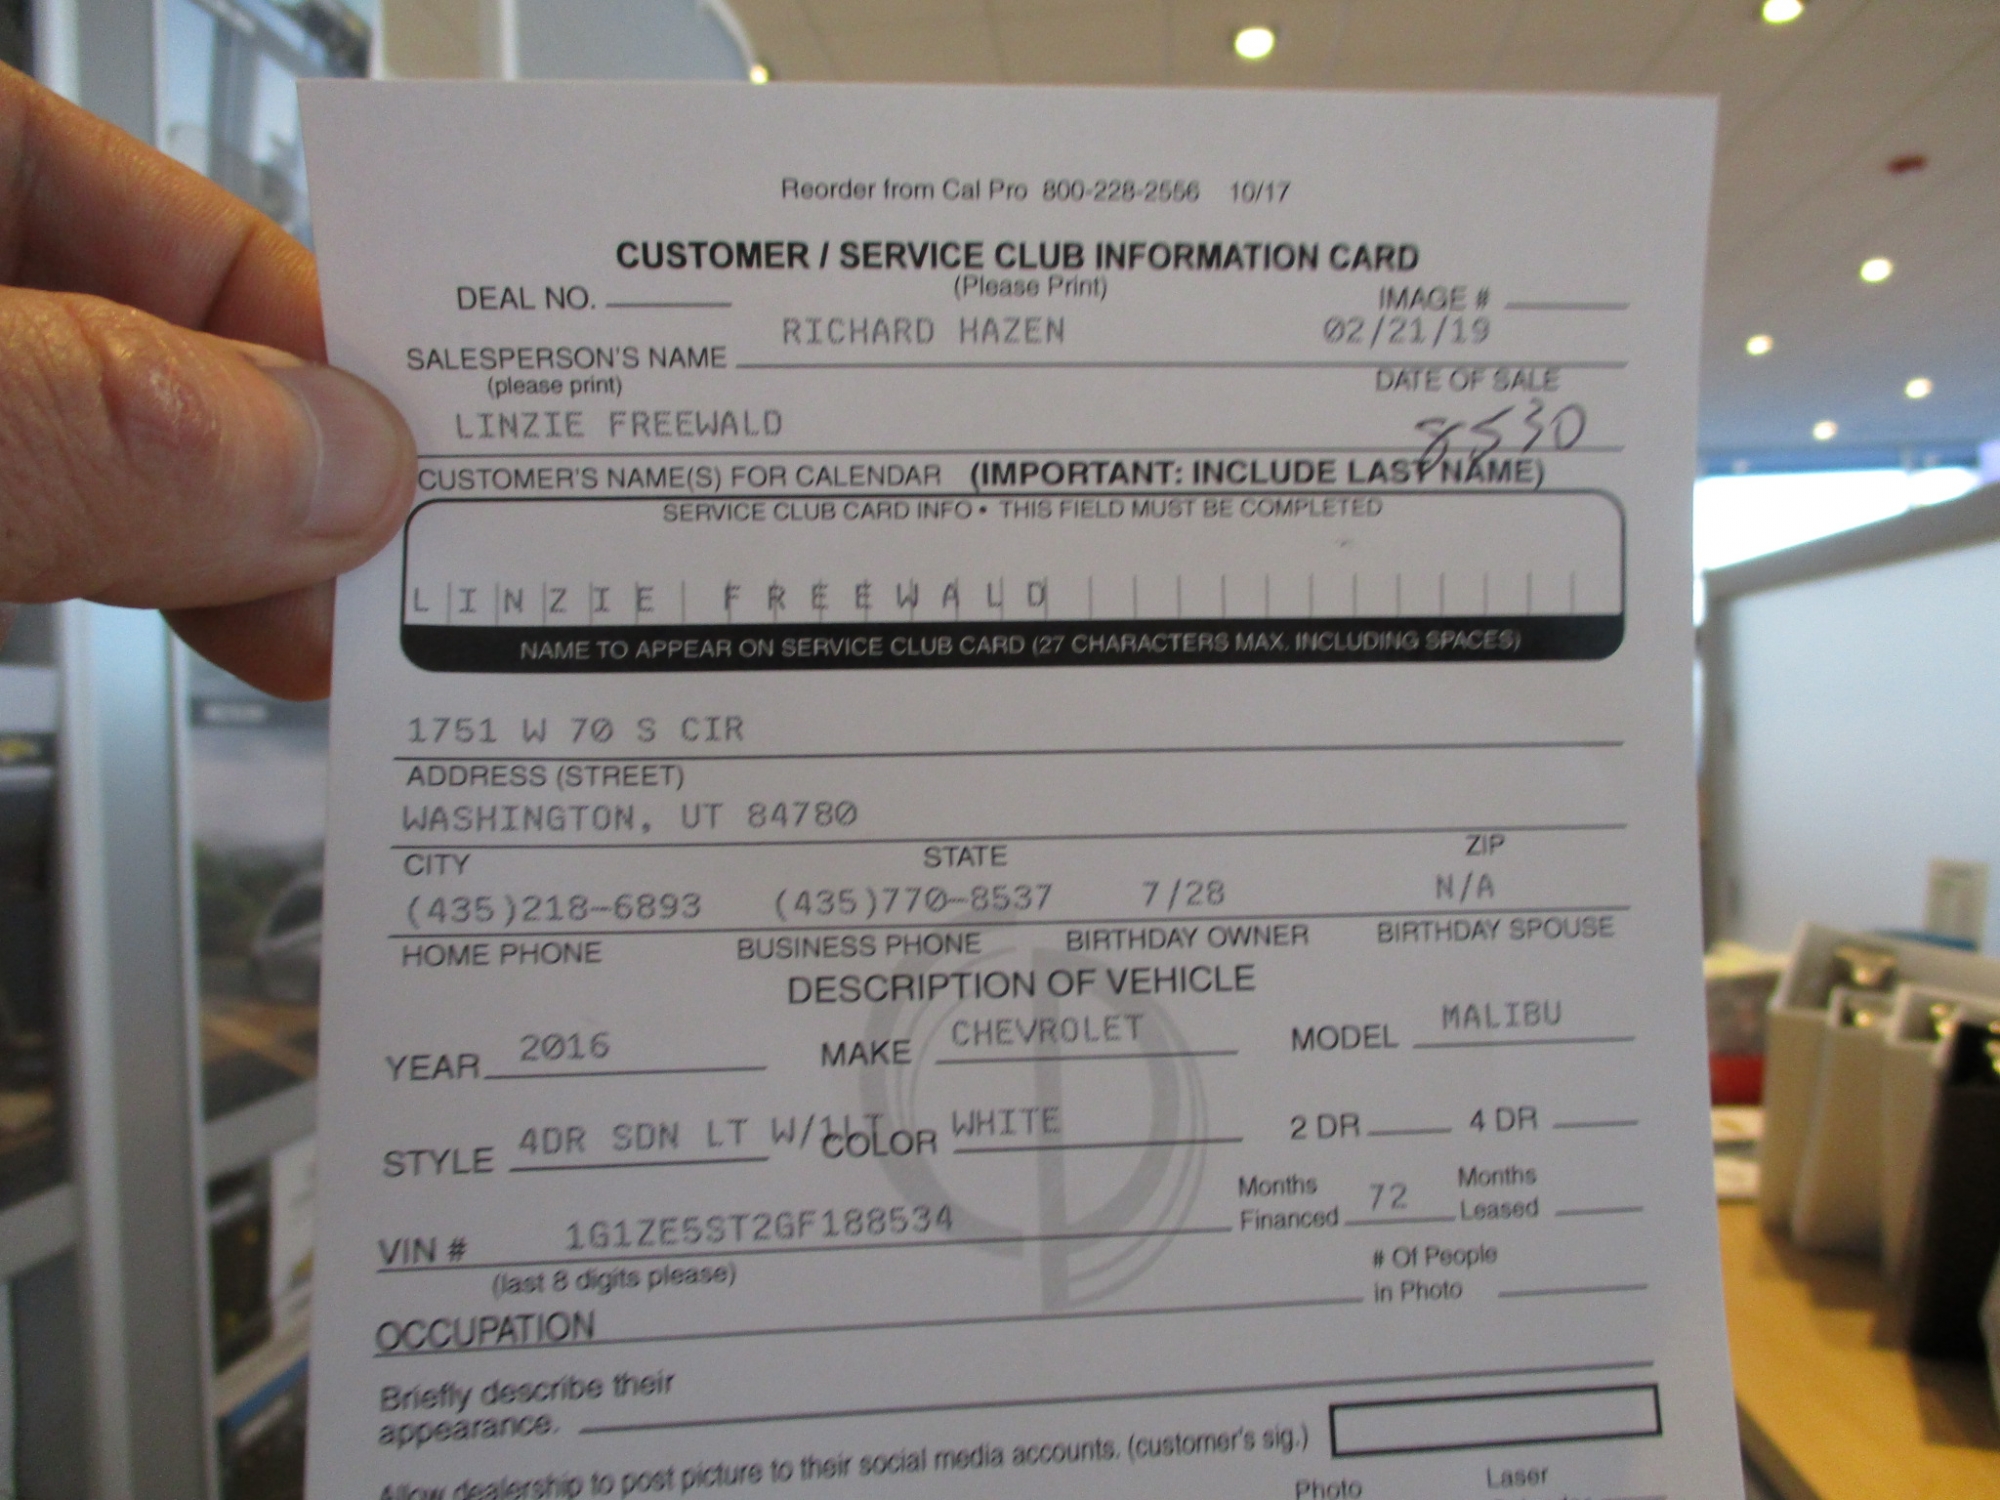 Reorder from Cal Pro 800-228-2556 10/17
CUSTOMER / SERVICE CLUB INFORMATION CARD
DEAL NO. (Please Print) IMAGE #
RICHARD HAZEN 02/21/19
SALESPERSON'S NAME
(please print) DATE OF SALE
LINZIE FREEWALD 8530
CUSTOMER'S NAME(S) FOR CALENDAR (IMPORTANT: INCLUDE LAST NAME)
SERVICE CLUB CARD INFO • THIS FIELD MUST BE COMPLETED
LINZIE FREEWALD
NAME TO APPEAR ON SERVICE CLUB CARD (27 CHARACTERS MAX. INCLUDING SPACES)
1751 W 70 S CIR
ADDRESS (STREET)
WASHINGTON, UT 84780
CITY STATE ZIP
(435)218-6893 (435)770-8537 7/28 N/A
HOME PHONE BUSINESS PHONE BIRTHDAY OWNER BIRTHDAY SPOUSE
DESCRIPTION OF VEHICLE
YEAR 2016 MAKE CHEVROLET MODEL MALIBU
STYLE 4DR SDN LT W/1LT COLOR WHITE 2 DR 4 DR
VIN # 1G1ZE5ST2GF188534 Months Financed 72 Months Leased
(last 8 digits please) # Of People
in Photo
OCCUPATION
Briefly describe their
appearance.
Allow dealership to post picture to their social media accounts. (customer's sig.)
Photo Laser